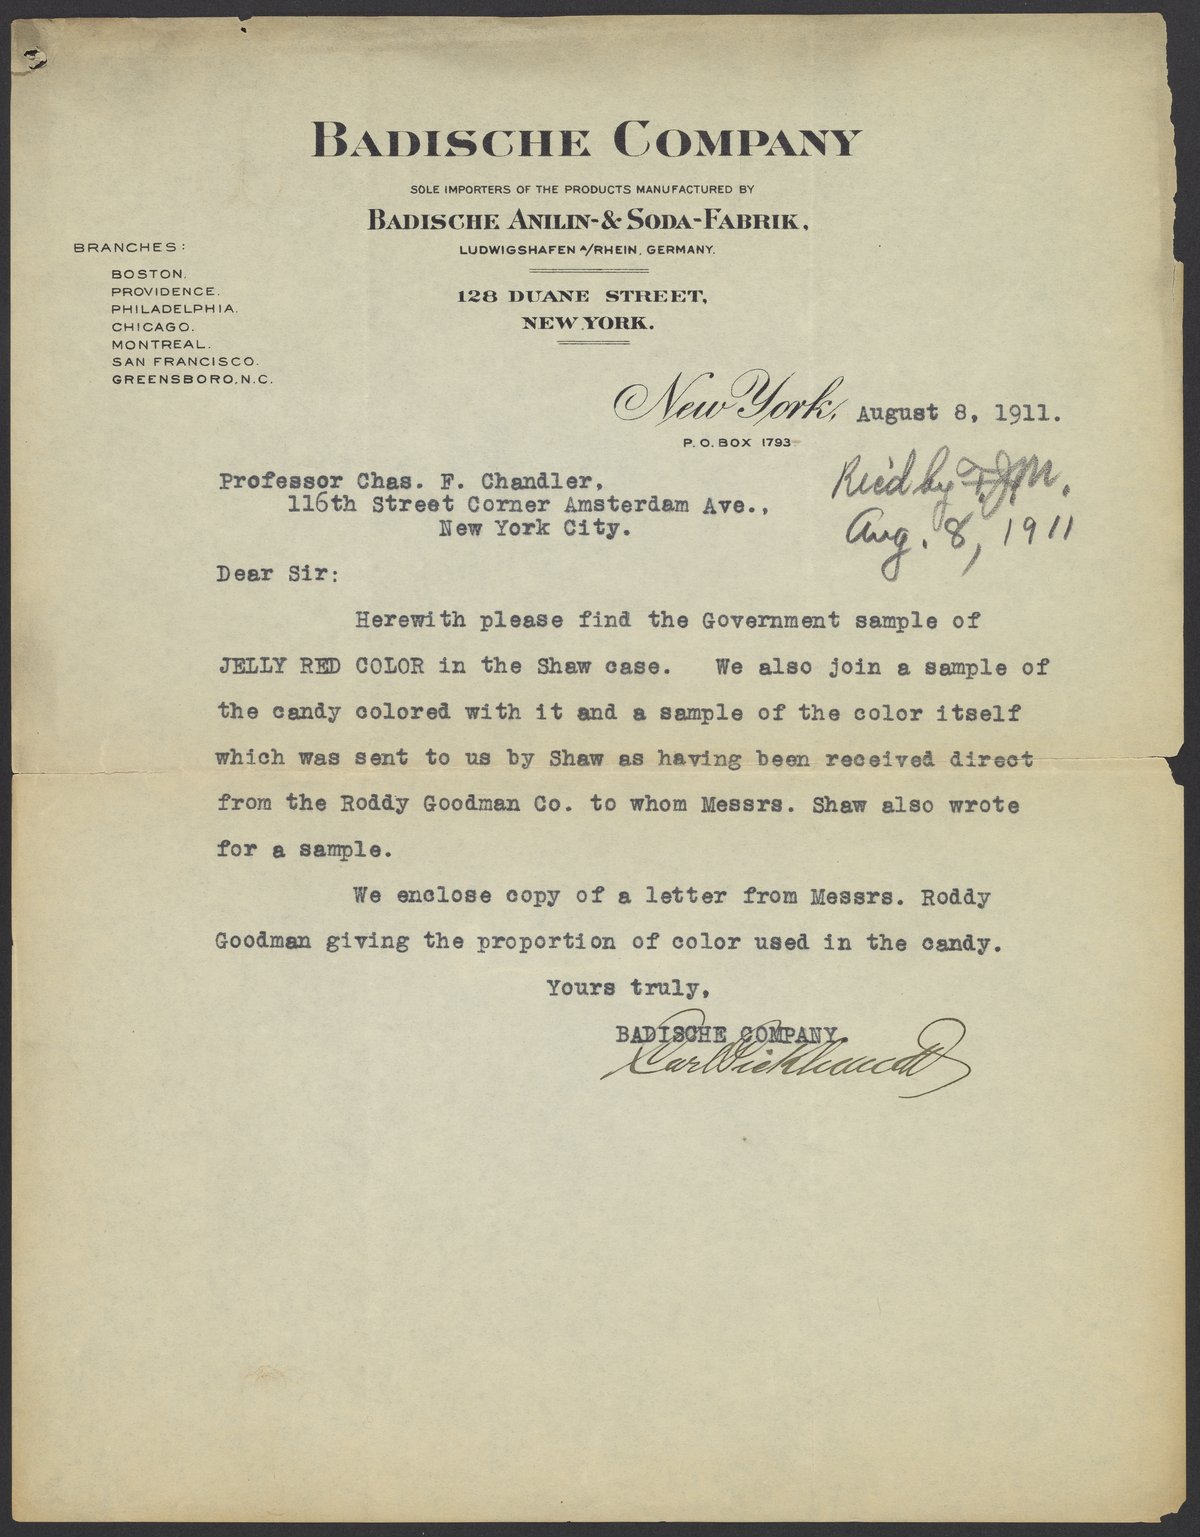 BADISCHE COMPANY
SOLE IMPORTERS OF THE PRODUCTS MANUFACTURED BY
BADISCHE ANILIN-&-SODA-FABRIK,
LUDWIGSHAFEN A/RHEIN, GERMANY.
128 DUANE STREET,
NEW YORK.
BRANCHES:
BOSTON.
PROVIDENCE.
PHILADELPHIA.
CHICAGO.
MONTREAL.
SAN FRANCISCO.
GREENSBORO, N.C.
New York, August 8, 1911.
P.O. BOX 1793
Rec'd by F.J.M.
Aug. 8, 1911
Professor Chas. F. Chandler,
116th Street Corner Amsterdam Ave.,
New York City.
Dear Sir:
Herewith please find the Government sample of
JELLY RED COLOR in the Shaw case. We also join a sample of
the candy colored with it and a sample of the color itself
which was sent to us by Shaw as having been received direct
from the Roddy Goodman Co. to whom Messrs. Shaw also wrote
for a sample.
We enclose copy of a letter from Messrs. Roddy
Goodman giving the proportion of color used in the candy.
Yours truly,
BADISCHE COMPANY
Carl Pickhardt